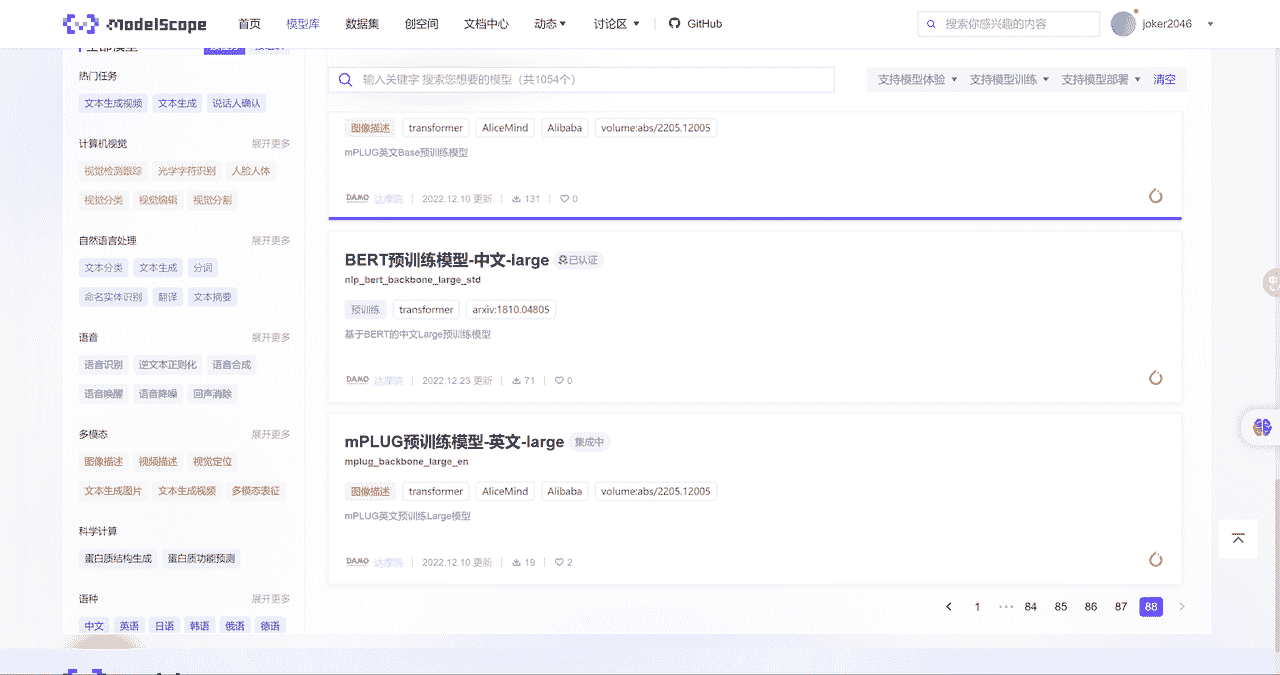 ModelScope 首页 模型库 数据集 创空间 文档中心 动态 讨论区 GitHub 搜索你感兴趣的内容 joker2046
全部模型
热门任务
文本生成视频 文本生成 说话人确认
计算机视觉 展开更多
视觉检测跟踪 光学字符识别 人脸人体
视觉分类 视觉编辑 视觉分割
自然语言处理 展开更多
文本分类 文本生成 分词
命名实体识别 翻译 文本摘要
语音 展开更多
语音识别 逆文本正则化 语音合成
语音唤醒 语音降噪 回声消除
多模态 展开更多
图像描述 视频描述 视觉定位
文本生成图片 文本生成视频 多模态表征
科学计算
蛋白质结构生成 蛋白质功能预测
语种 展开更多
中文 英语 日语 韩语 俄语 德语
输入关键字 搜索您想要的模型（共1054个） 支持模型体验 支持模型训练 支持模型部署 清空
图像描述 transformer AliceMind Alibaba volume:abs/2205.12005
mPLUG英文Base预训练模型
DAMO 达摩院 2022.12.10 更新 131 0
BERT预训练模型-中文-large 已认证
nlp_bert_backbone_large_std
预训练 transformer arxiv:1810.04805
基于BERT的中文Large预训练模型
DAMO 达摩院 2022.12.23 更新 71 0
mPLUG预训练模型-英文-large 集成中
mplug_backbone_large_en
图像描述 transformer AliceMind Alibaba volume:abs/2205.12005
mPLUG英文预训练Large模型
DAMO 达摩院 2022.12.10 更新 19 2
1 ··· 84 85 86 87 88